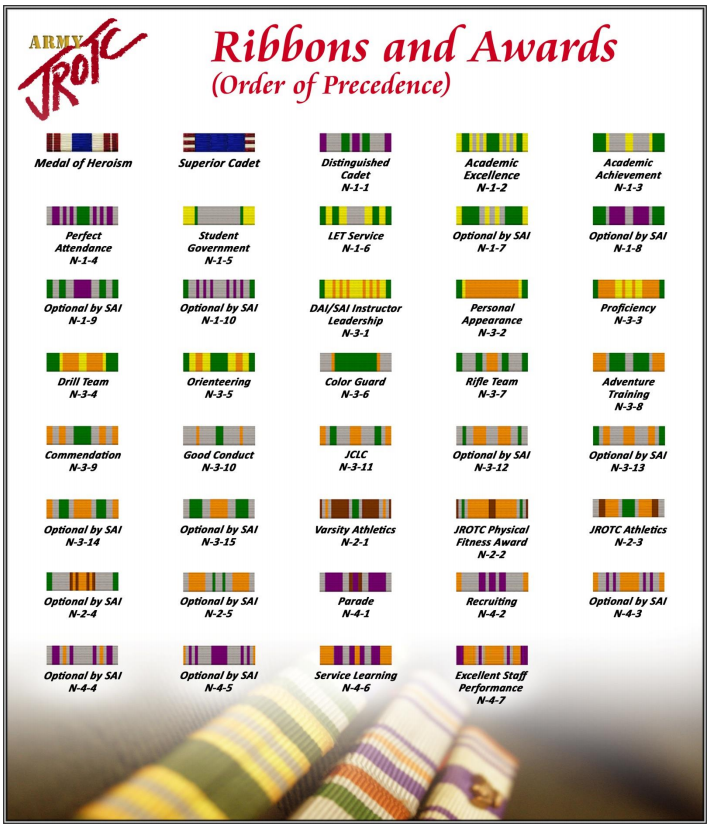 ARMY
JROTC
Ribbons and Awards
(Order of Precedence)
Medal of Heroism
Superior Cadet
Distinguished
Cadet
N-1-1
Academic
Excellence
N-1-2
Academic
Achievement
N-1-3
Perfect
Attendance
N-1-4
Student
Government
N-1-5
LET Service
N-1-6
Optional by SAI
N-1-7
Optional by SAI
N-1-8
Optional by SAI
N-1-9
Optional by SAI
N-1-10
DAI/SAI Instructor
Leadership
N-3-1
Personal
Appearance
N-3-2
Proficiency
N-3-3
Drill Team
N-3-4
Orienteering
N-3-5
Color Guard
N-3-6
Rifle Team
N-3-7
Adventure
Training
N-3-8
Commendation
N-3-9
Good Conduct
N-3-10
JCLC
N-3-11
Optional by SAI
N-3-12
Optional by SAI
N-3-13
Optional by SAI
N-3-14
Optional by SAI
N-3-15
Varsity Athletics
N-2-1
JROTC Physical
Fitness Award
N-2-2
JROTC Athletics
N-2-3
Optional by SAI
N-2-4
Optional by SAI
N-2-5
Parade
N-4-1
Recruiting
N-4-2
Optional by SAI
N-4-3
Optional by SAI
N-4-4
Optional by SAI
N-4-5
Service Learning
N-4-6
Excellent Staff
Performance
N-4-7